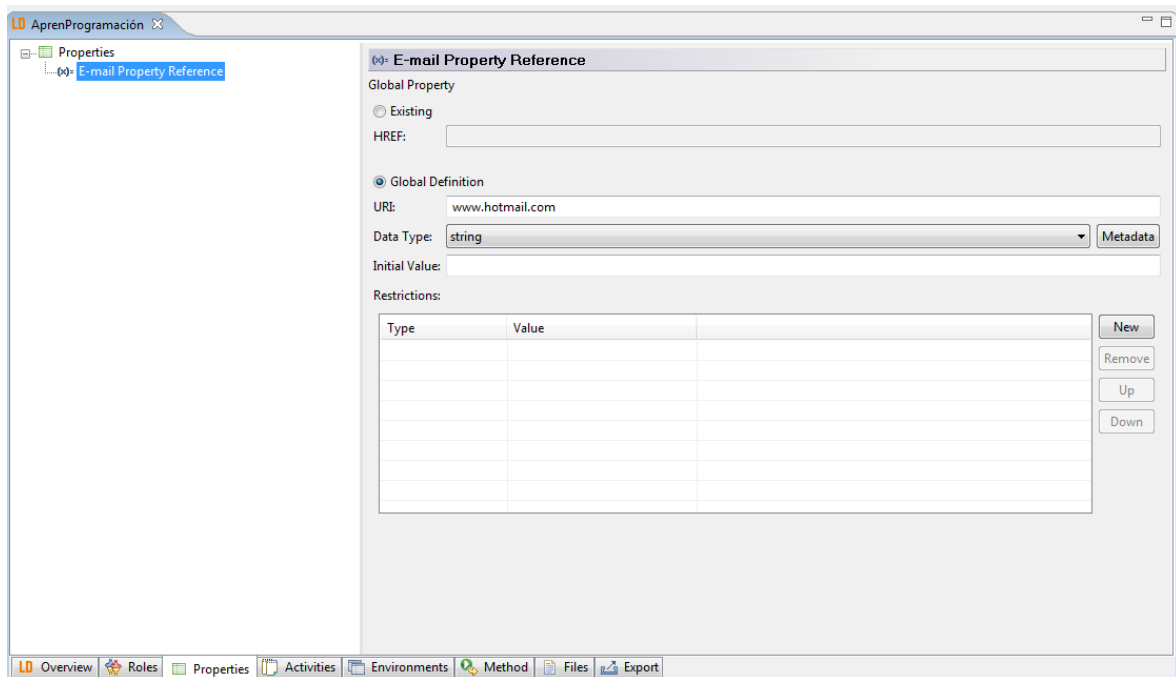 LD AprenProgramación
Properties
(x)= E-mail Property Reference
(x)= E-mail Property Reference
Global Property
Existing
HREF:
Global Definition
URI: www.hotmail.com
Data Type: string Metadata
Initial Value:
Restrictions:
Type Value New
Remove
Up
Down
LD Overview Roles Properties Activities Environments Method Files Export